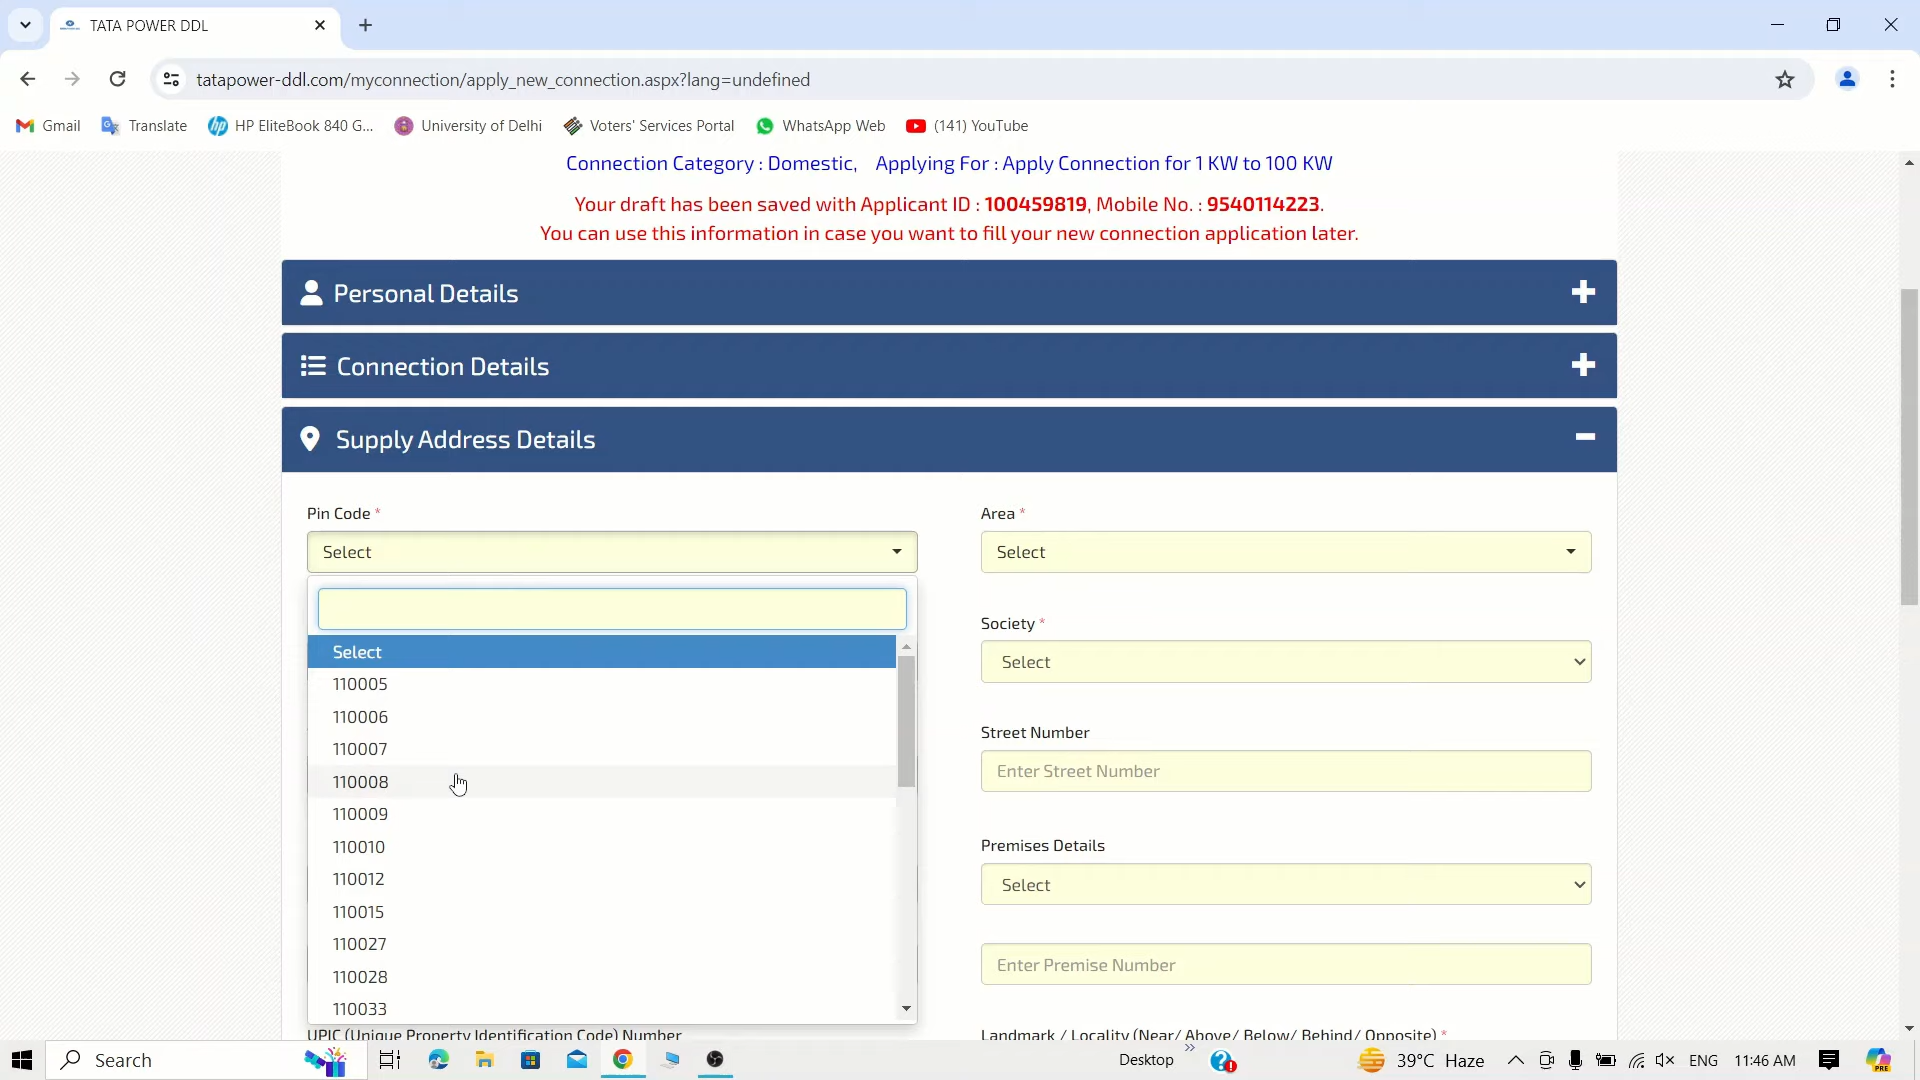 TATA POWER DDL
tatapower-ddl.com/myconnection/apply_new_connection.aspx?lang=undefined
Gmail
Translate
HP EliteBook 840 G...
University of Delhi
Voters' Services Portal
WhatsApp Web
(141) YouTube
Connection Category : Domestic, Applying For : Apply Connection for 1 KW to 100 KW
Your draft has been saved with Applicant ID : 100459819, Mobile No. : 9540114223.
You can use this information in case you want to fill your new connection application later.
Personal Details
Connection Details
Supply Address Details
Pin Code *
Area *
Select
Select
Society *
Select
Select
110005
110006
110007
110008
110009
110010
110012
110015
110027
110028
110033
Street Number
Enter Street Number
Premises Details
Select
Enter Premise Number
UPIC (Unique Property Identification Code) Number
Landmark / Locality (Near/ Above/ Below/ Behind/ Opposite) *
Search
Desktop
39°C Haze
ENG
11:46 AM
PRE